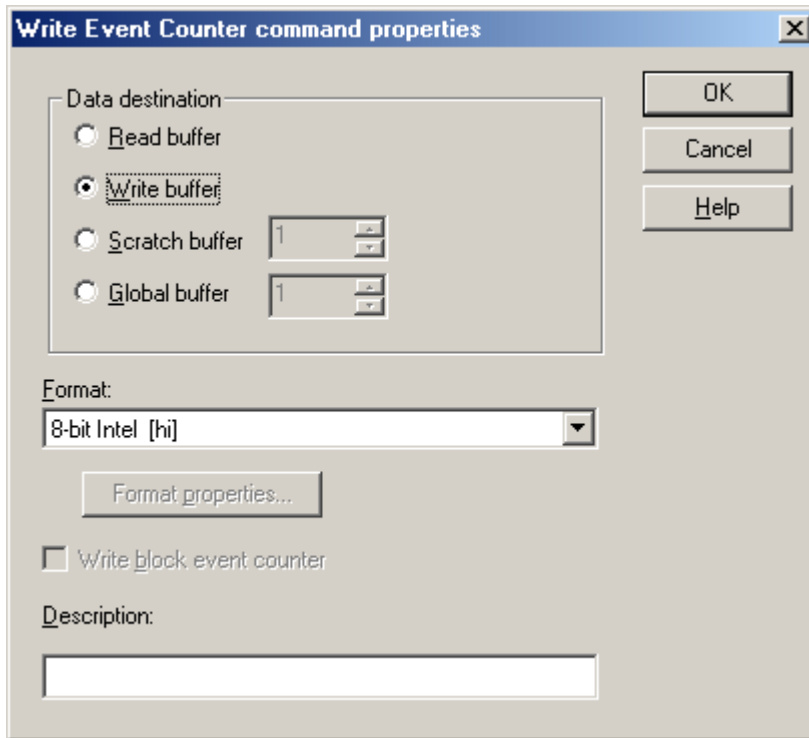 Write Event Counter command properties
Data destination
Read buffer
Write buffer
Scratch buffer 1
Global buffer 1
OK
Cancel
Help
Format:
8-bit Intel [hi]
Format properties...
Write block event counter
Description: